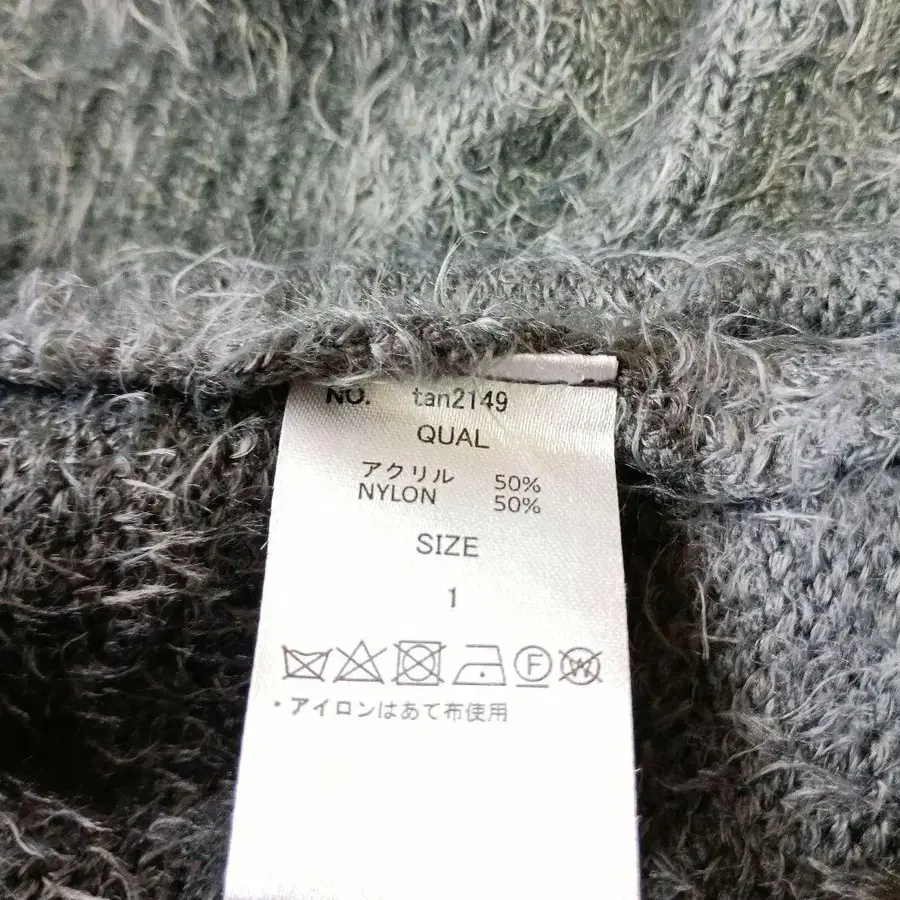 NO. tan2149
QUAL
アクリル 50%
NYLON 50%
SIZE
1
F W
・アイロンはあて布使用